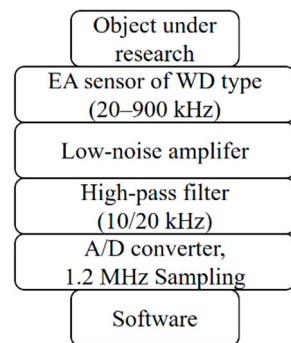 Object under
research
EA sensor of WD type
(20–900 kHz)
Low-noise amplifer
High-pass filter
(10/20 kHz)
A/D converter,
1.2 MHz Sampling
Software